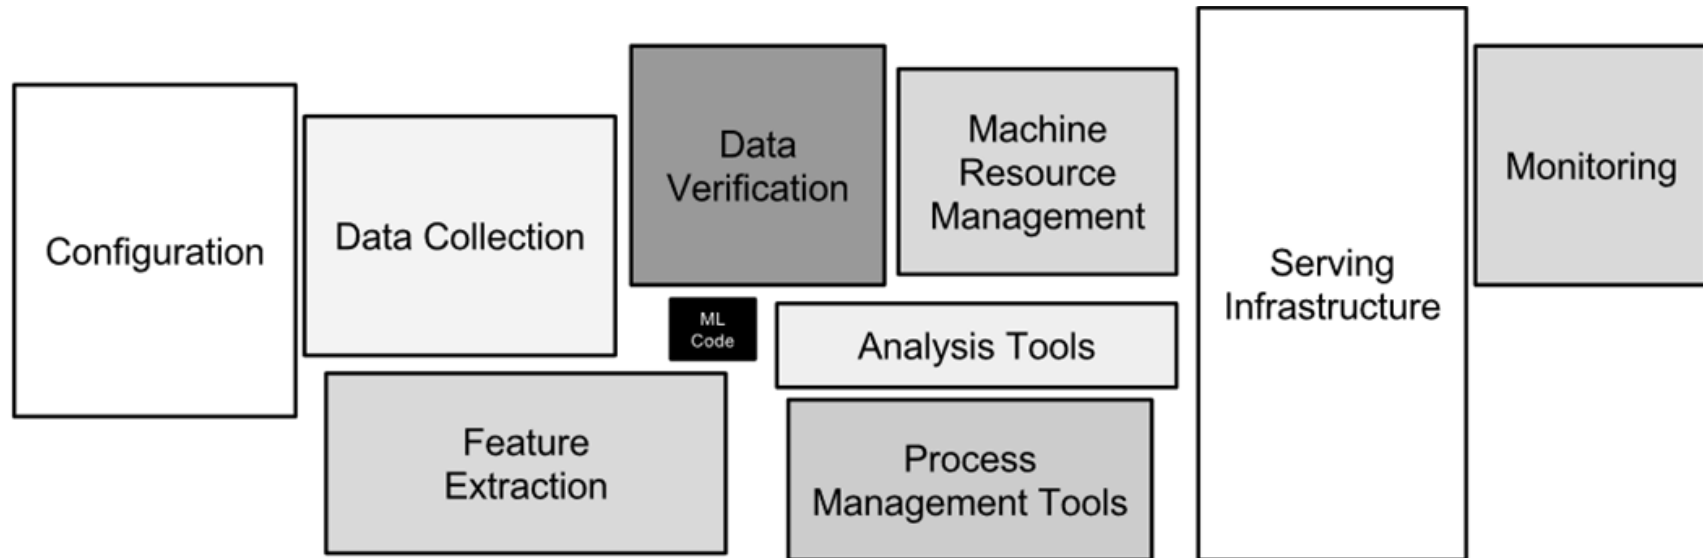 Configuration
Data Collection
Feature
Extraction
Data
Verification
ML
Code
Machine
Resource
Management
Analysis Tools
Process
Management Tools
Serving
Infrastructure
Monitoring